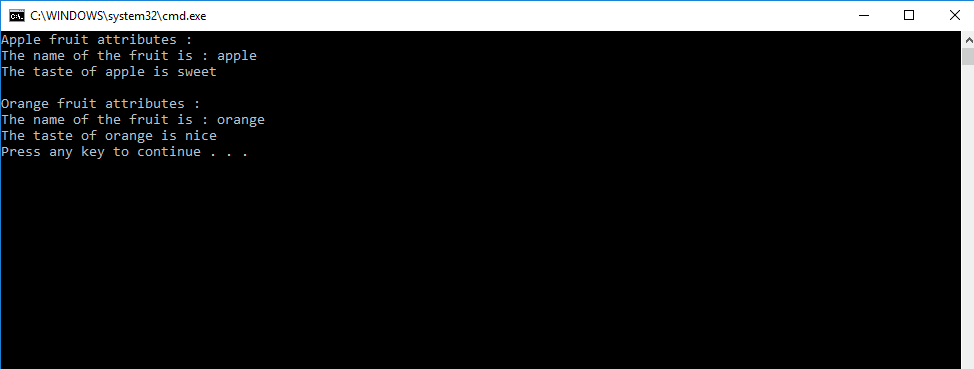 C:\WINDOWS\system32\cmd.exe
Apple fruit attributes :
The name of the fruit is : apple
The taste of apple is sweet
Orange fruit attributes :
The name of the fruit is : orange
The taste of orange is nice
Press any key to continue . . .